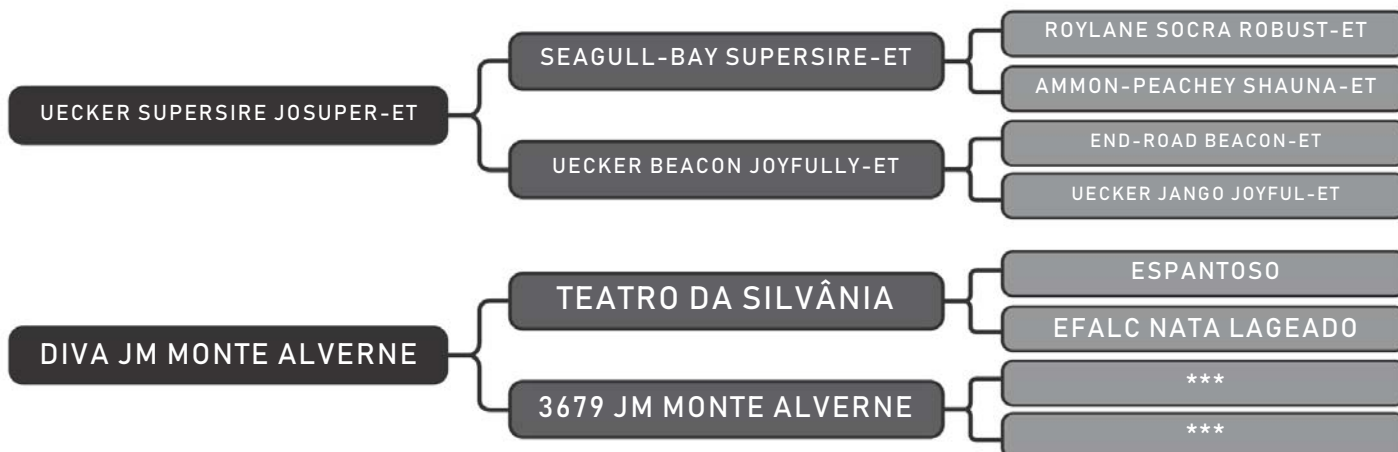 UECKER SUPERSIRE JOSUPER-ET
SEAGULL-BAY SUPERSIRE-ET
ROYLANE SOCRA ROBUST-ET
AMMON-PEACHEY SHAUNA-ET
UECKER BEACON JOYFULLY-ET
END-ROAD BEACON-ET
UECKER JANGO JOYFUL-ET
DIVA JM MONTE ALVERNE
TEATRO DA SILVÂNIA
ESPANTOSO
EFALC NATA LAGEADO
3679 JM MONTE ALVERNE
***
***